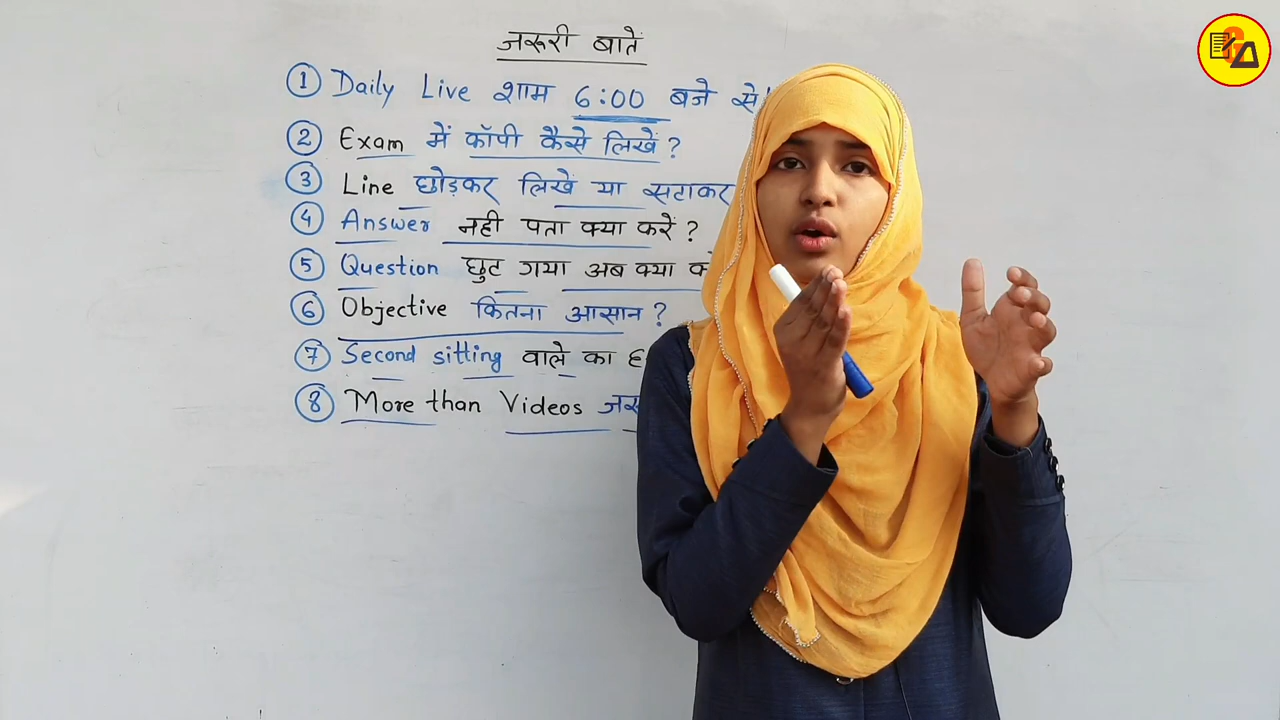 जरूरी बातें
① Daily Live शाम 6:00 बजे से!
② Exam में कॉपी कैसे लिखें?
③ Line छोड़कर लिखें या सटाकर
④ Answer नही पता क्या करें?
⑤ Question छुट गया अब क्या
⑥ Objective कितना आसान?
⑦ Second sitting वाले का
⑧ More than Videos